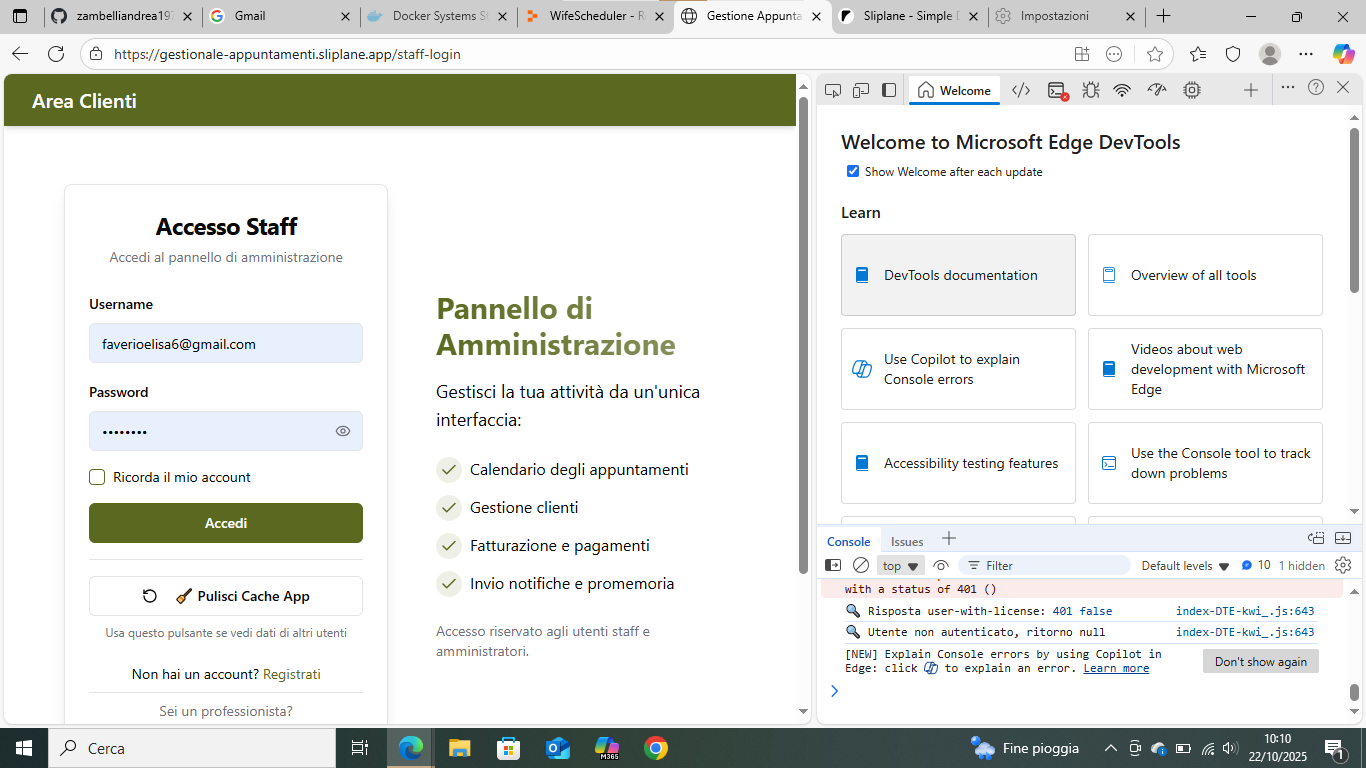 zambelliandrea197
Gmail
Docker Systems St
WifeScheduler - R
Gestione Appunta
Sliplane - Simple D
Impostazioni
https://gestionale-appuntamenti.sliplane.app/staff-login
Area Clienti
Accesso Staff
Accedi al pannello di amministrazione
Username
faverioelisa6@gmail.com
Password
Ricorda il mio account
Accedi
Pulisci Cache App
Usa questo pulsante se vedi dati di altri utenti
Non hai un account? Registrati
Sei un professionista?
Pannello di
Amministrazione
Gestisci la tua attività da un'unica
interfaccia:
Calendario degli appuntamenti
Gestione clienti
Fatturazione e pagamenti
Invio notifiche e promemoria
Accesso riservato agli utenti staff e
amministratori.
Welcome
Welcome to Microsoft Edge DevTools
Show Welcome after each update
Learn
DevTools documentation
Overview of all tools
Use Copilot to explain
Console errors
Videos about web
development with Microsoft
Edge
Accessibility testing features
Use the Console tool to track
down problems
Console
Issues
top
Filter
Default levels
10
1 hidden
with a status of 401 ()
Risposta user-with-license: 401 false
index-DTE-kwi_.js:643
Utente non autenticato, ritorno null
index-DTE-kwi_.js:643
[NEW] Explain Console errors by using Copilot in
Edge: click to explain an error. Learn more
Don't show again
Cerca
M365
Fine pioggia
10:10
22/10/2025
1